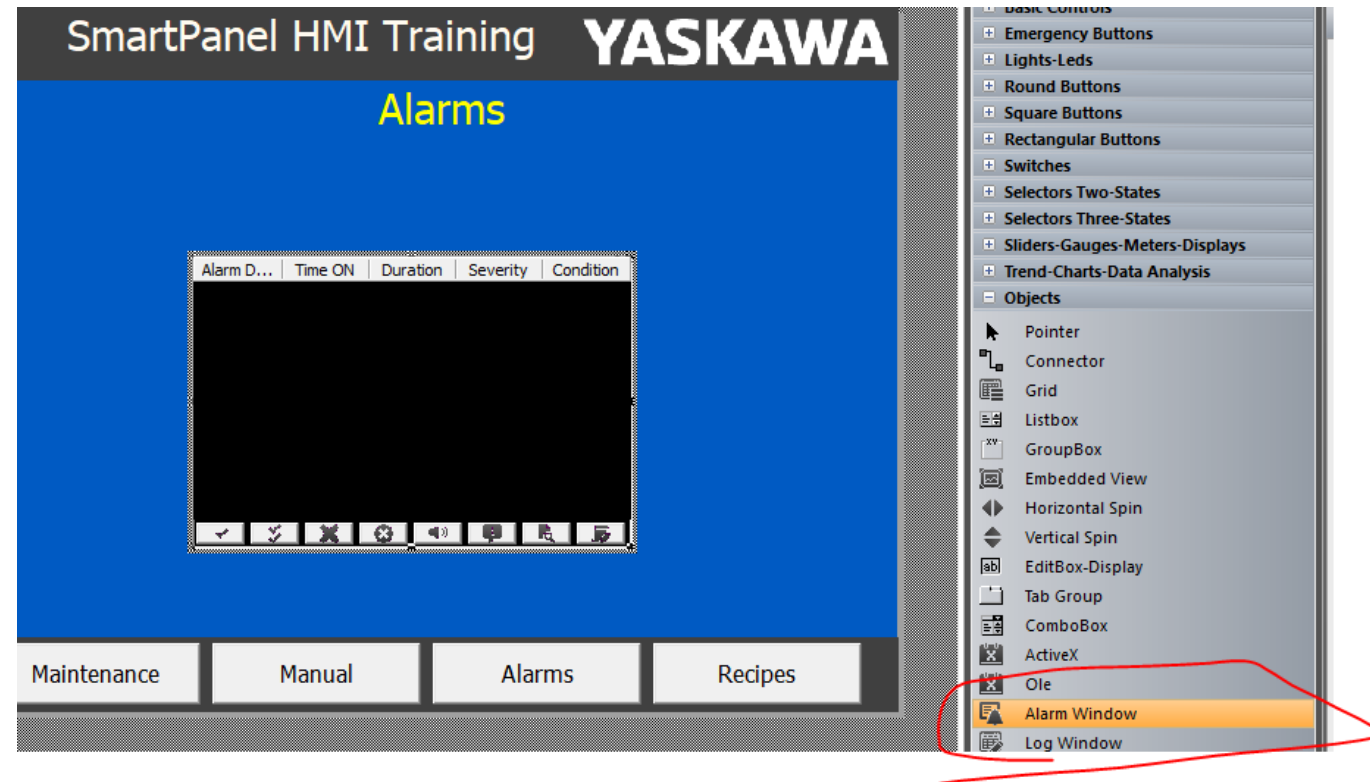 SmartPanel HMI Training YASKAWA
Alarms
Alarm D... Time ON Duration Severity Condition
Maintenance Manual Alarms Recipes
Basic Controls
Emergency Buttons
Lights-Leds
Round Buttons
Square Buttons
Rectangular Buttons
Switches
Selectors Two-States
Selectors Three-States
Sliders-Gauges-Meters-Displays
Trend-Charts-Data Analysis
Objects
Pointer
Connector
Grid
Listbox
GroupBox
Embedded View
Horizontal Spin
Vertical Spin
EditBox-Display
Tab Group
ComboBox
ActiveX
Ole
Alarm Window
Log Window